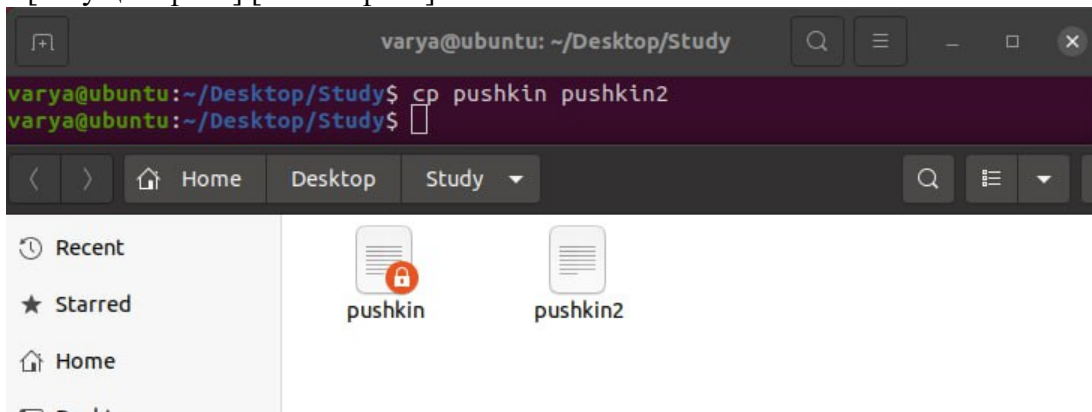 varya@ubuntu: ~/Desktop/Study
varya@ubuntu:~/Desktop/Study$ cp pushkin pushkin2
varya@ubuntu:~/Desktop/Study$
Home Desktop Study
Recent
Starred
Home
pushkin pushkin2